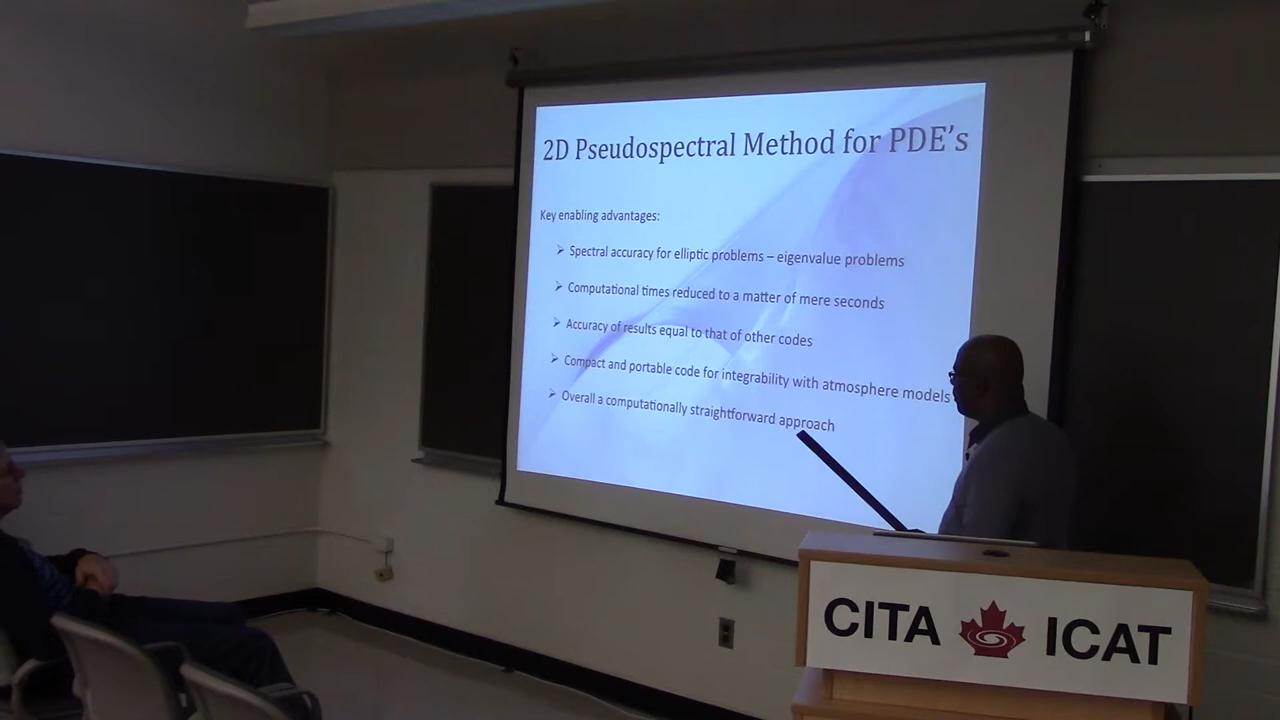 2D Pseudospectral Method for PDE's
Key enabling advantages:
➢ Spectral accuracy for elliptic problems – eigenvalue problems
➢ Computational times reduced to a matter of mere seconds
➢ Accuracy of results equal to that of other codes
➢ Compact and portable code for integrability with atmosphere models
➢ Overall a computationally straightforward approach
CITA ICAT